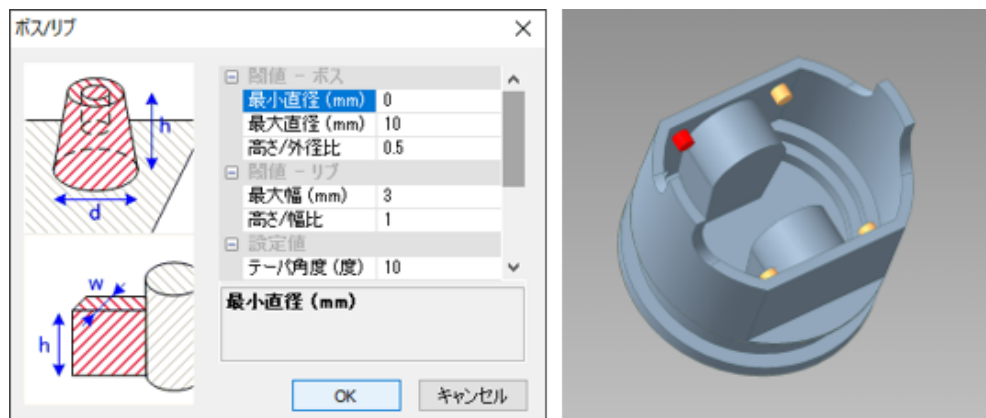 ボス/リブ
閾値 - ボス
最小直径 (mm) 0
最大直径 (mm) 10
高さ/外径比 0.5
閾値 - リブ
最大幅 (mm) 3
高さ/幅比 1
設定値
テーパ角度 (度) 10
最小直径 (mm)
OK キャンセル
h
d
w
h